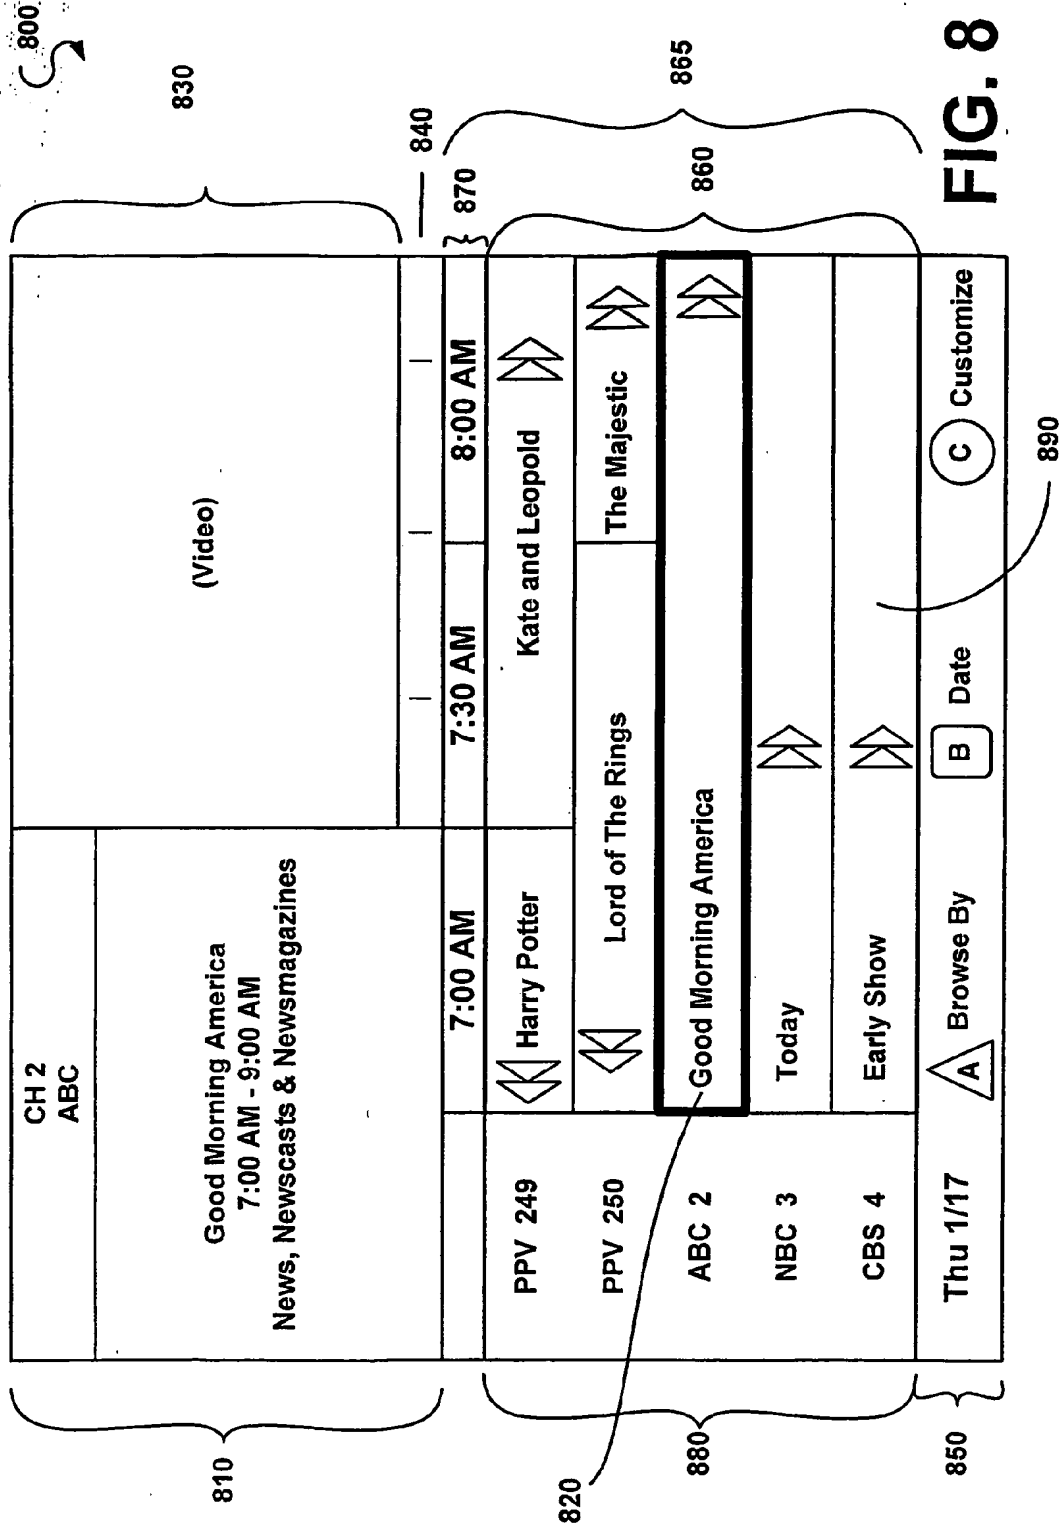 800
830
840
870
865
860
810
820
880
850
890
CH 2
ABC
Good Morning America
7:00 AM - 9:00 AM
News, Newscasts & Newsmagazines
(Video)
7:00 AM 7:30 AM 8:00 AM
PPV 249 Harry Potter Kate and Leopold
PPV 250 Lord of The Rings The Majestic
ABC 2 Good Morning America
NBC 3 Today
CBS 4 Early Show
Thu 1/17 A Browse By B Date C Customize
FIG. 8